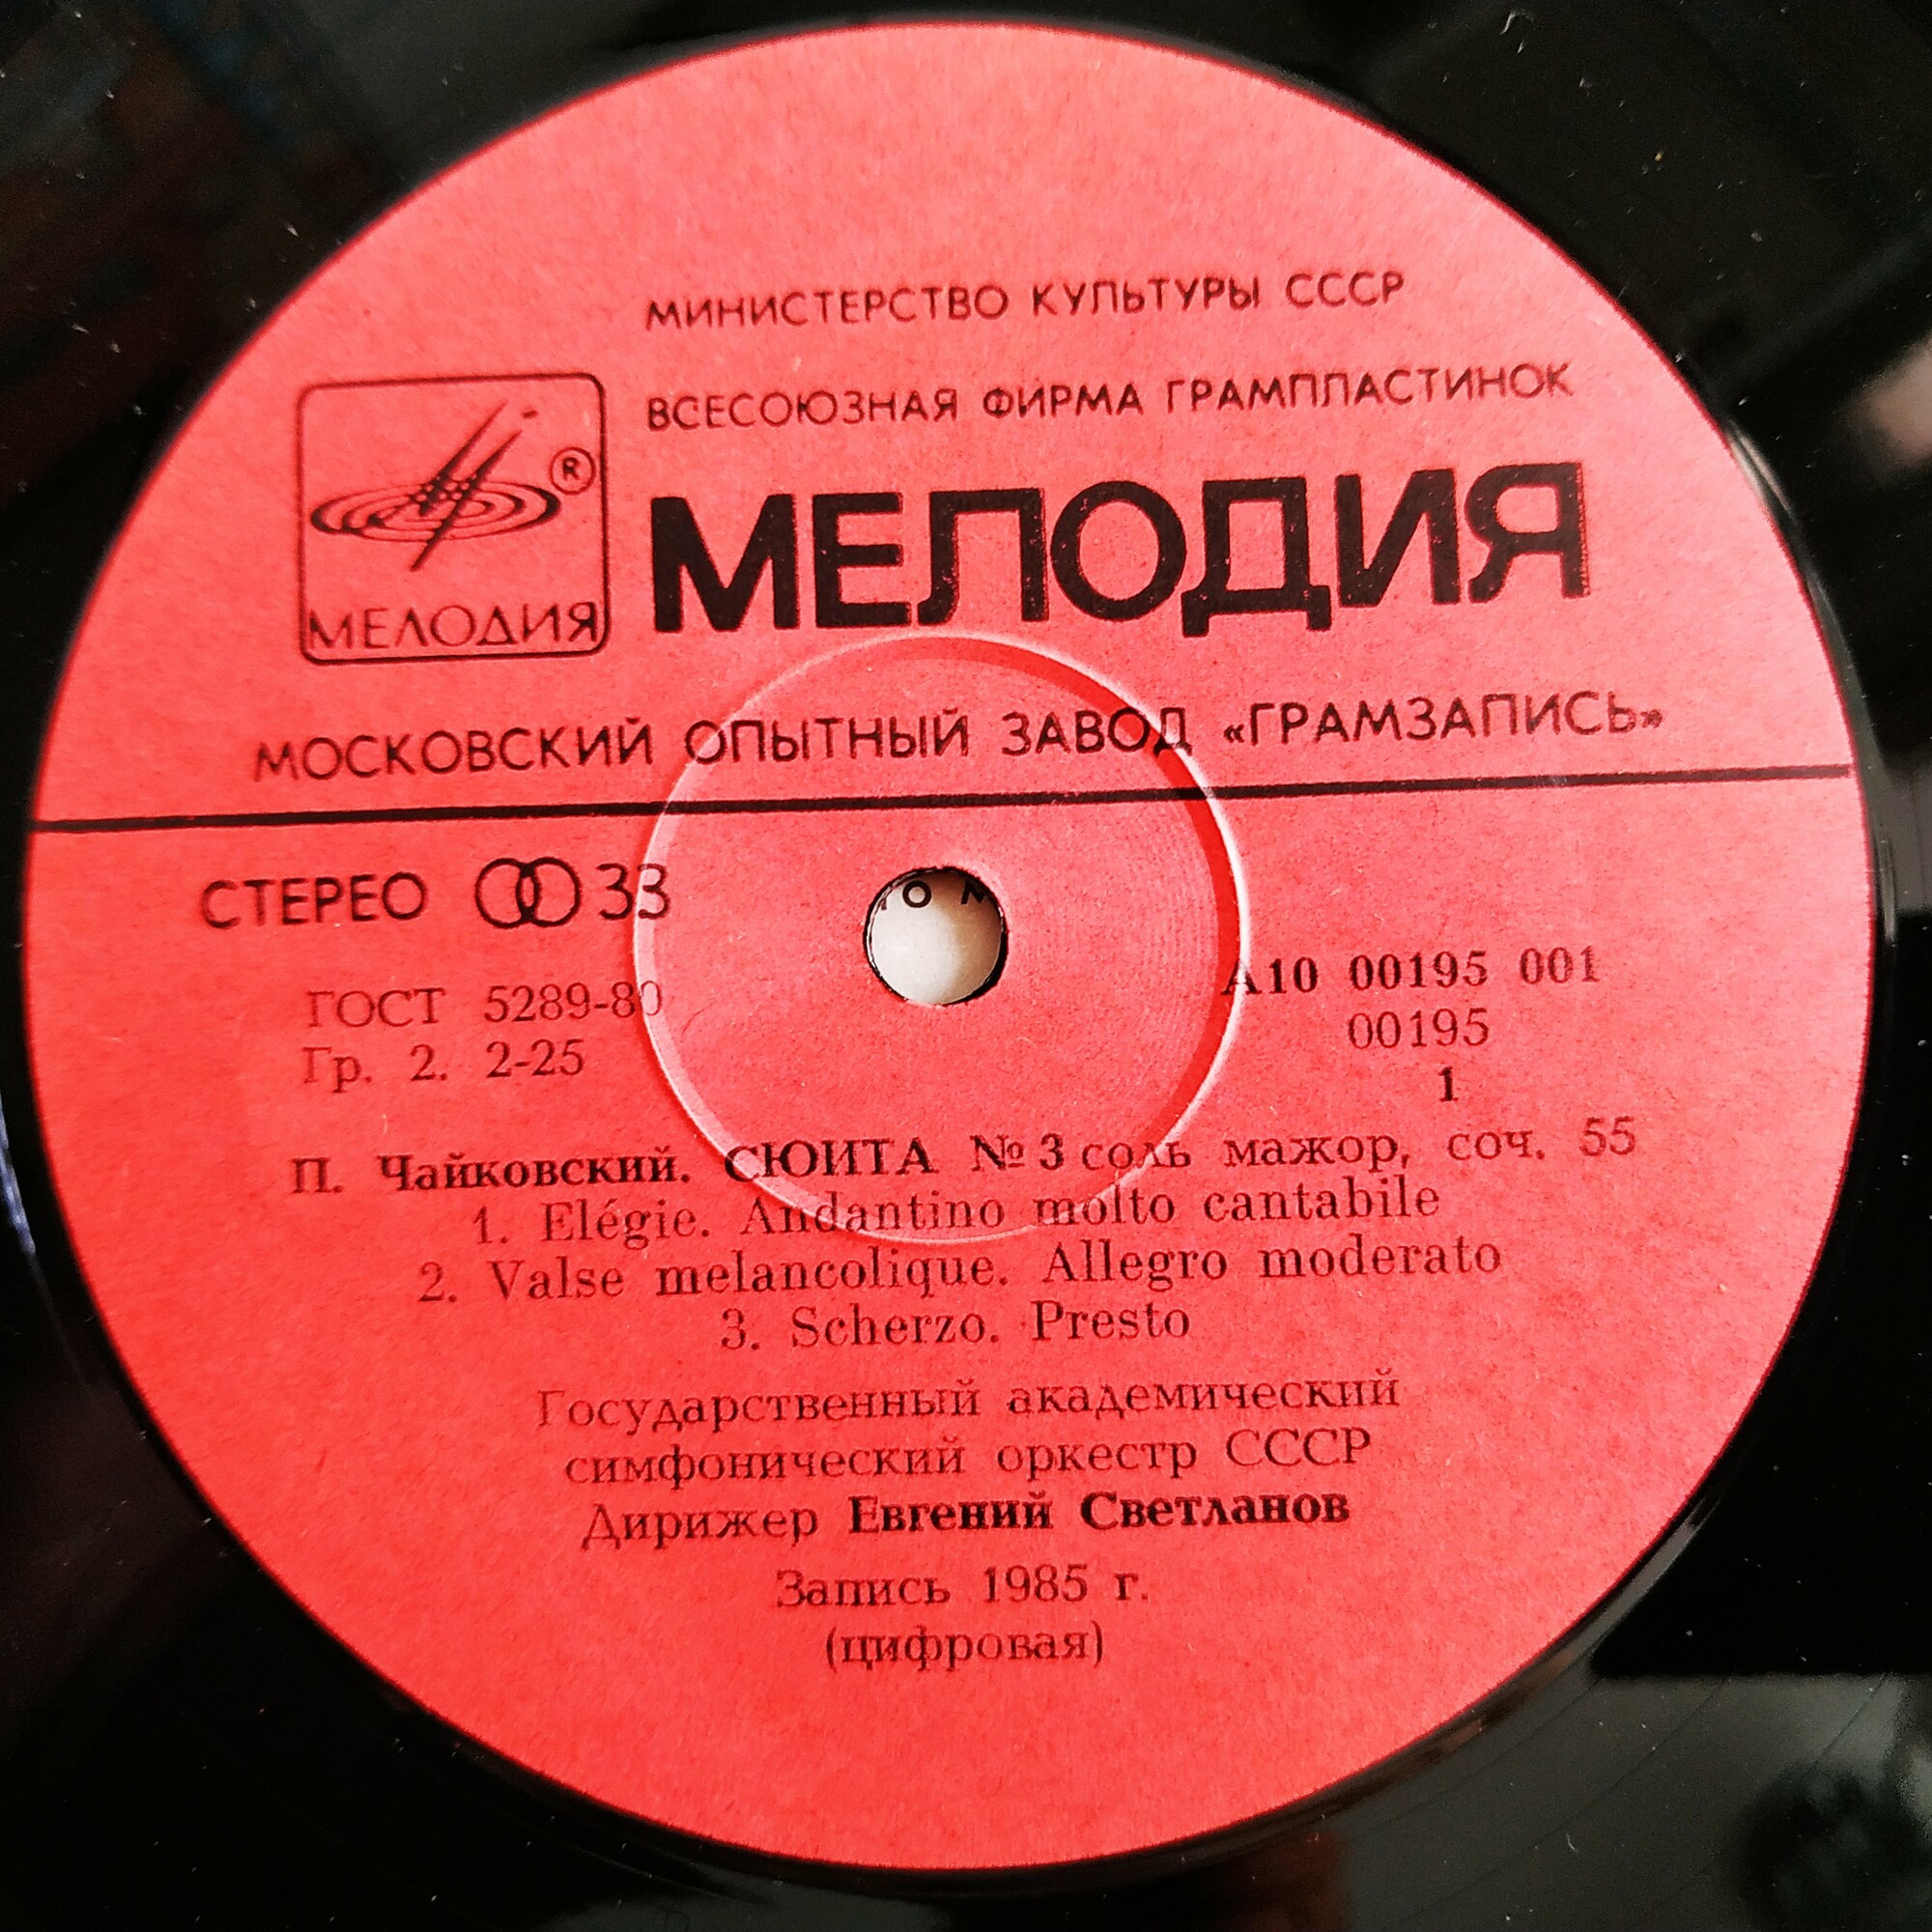 МИНИСТЕРСТВО КУЛЬТУРЫ СССР
ВСЕСОЮЗНАЯ ФИРМА ГРАМПЛАСТИНОК
®
МЕЛОДИЯ
МЕЛОДИЯ
МОСКОВСКИЙ ОПЫТНЫЙ ЗАВОД «ГРАМЗАПИСЬ»
СТЕРЕО 33
ГОСТ 5289-80
Гр. 2. 2-25
А10 00195 001
00195
1
П. Чайковский. СЮИТА № 3 соль мажор, соч. 55
1. Elégie. Andantino molto cantabile
2. Valse melancolique. Allegro moderato
3. Scherzo. Presto
Государственный академический
симфонический оркестр СССР
Дирижер Евгений Светланов
Запись 1985 г.
(цифровая)